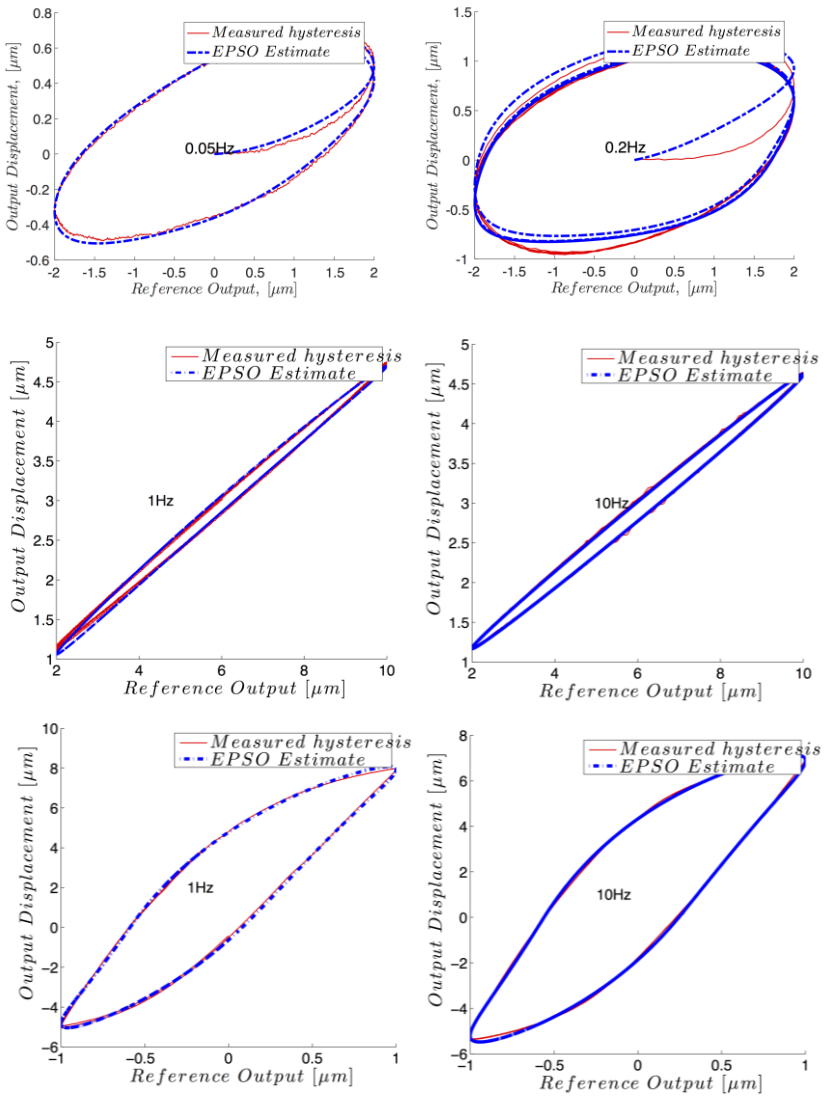 0.8
Measured hysteresis
EPSO Estimate
0.6
0.4
0.2
0
-0.2
-0.4
-0.6
0.05Hz
-2 -1.5 -1 -0.5 0 0.5 1 1.5 2
Reference Output, [μm]
Output Displacement, [μm]
1.5
Measured hysteresis
EPSO Estimate
1
0.5
0
-0.5
-1
0.2Hz
-2 -1.5 -1 -0.5 0 0.5 1 1.5 2
Reference Output, [μm]
Output Displacement, [μm]
5
Measured hysteresis
EPSO Estimate
4.5
4
3.5
3
2.5
2
1.5
1
1Hz
2 4 6 8 10
Reference Output [μm]
Output Displacement [μm]
5
Measured hysteresis
EPSO Estimate
4.5
4
3.5
3
2.5
2
1.5
1
10Hz
2 4 6 8 10
Reference Output [μm]
Output Displacement [μm]
10
Measured hysteresis
EPSO Estimate
8
6
4
2
0
−2
−4
−6
1Hz
−1 −0.5 0 0.5 1
Reference Output [μm]
Output Displacement [μm]
8
Measured hysteresis
EPSO Estimate
6
4
2
0
−2
−4
−6
10Hz
−1 −0.5 0 0.5 1
Reference Output [μm]
Output Displacement [μm]